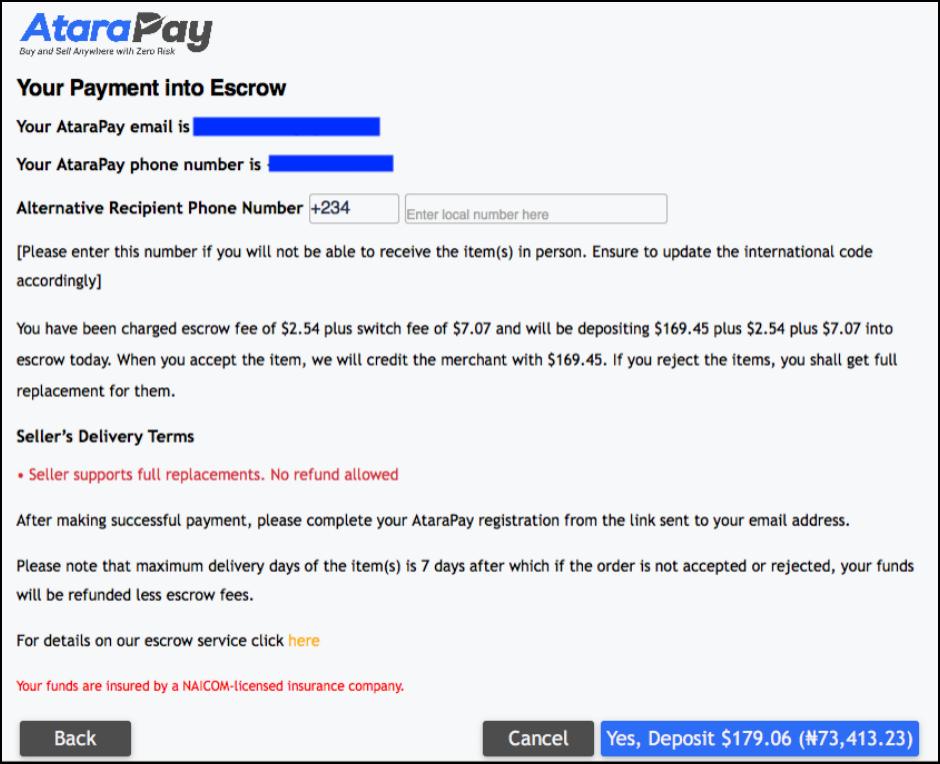 AtaraPay
Buy and Sell Anywhere with Zero Risk
Your Payment into Escrow
Your AtaraPay email is
Your AtaraPay phone number is
Alternative Recipient Phone Number +234 Enter local number here
[Please enter this number if you will not be able to receive the item(s) in person. Ensure to update the international code
accordingly]
You have been charged escrow fee of $2.54 plus switch fee of $7.07 and will be depositing $169.45 plus $2.54 plus $7.07 into
escrow today. When you accept the item, we will credit the merchant with $169.45. If you reject the items, you shall get full
replacement for them.
Seller's Delivery Terms
• Seller supports full replacements. No refund allowed
After making successful payment, please complete your AtaraPay registration from the link sent to your email address.
Please note that maximum delivery days of the item(s) is 7 days after which if the order is not accepted or rejected, your funds
will be refunded less escrow fees.
For details on our escrow service click here
Your funds are insured by a NAICOM-licensed insurance company.
Back Cancel Yes, Deposit $179.06 (₦73,413.23)